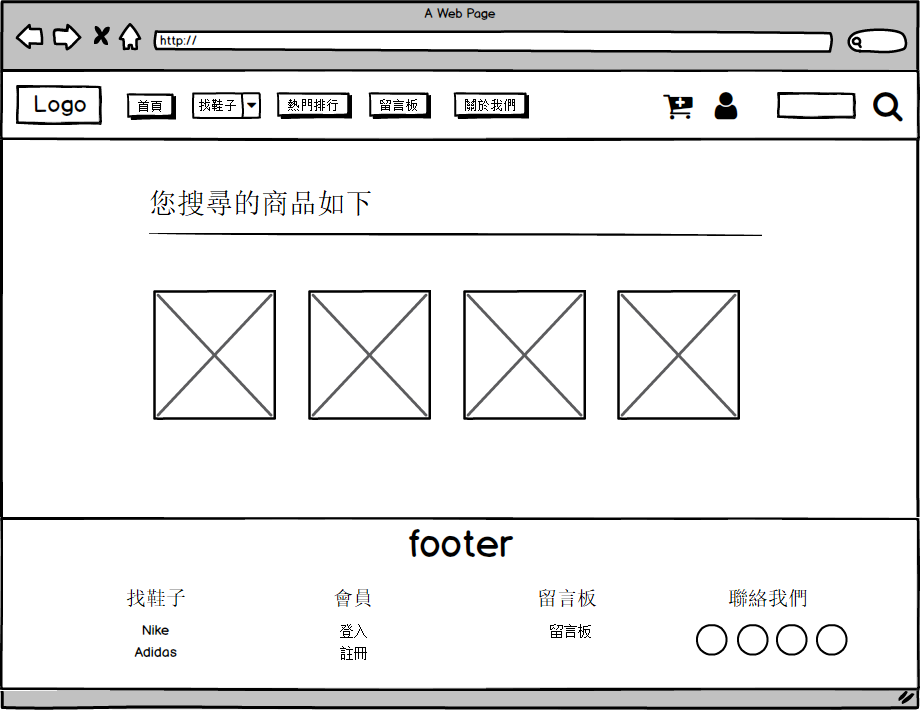 A Web Page
http://
Logo
首頁
找鞋子
熱門排行
留言板
關於我們
您搜尋的商品如下
footer
找鞋子
會員
留言板
聯絡我們
Nike
登入
留言板
Adidas
註冊